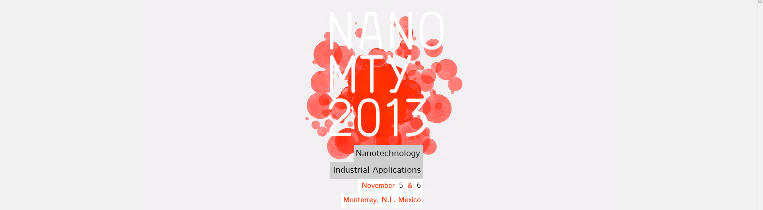 NANO
MTY
2013
Nanotechnology
Industrial Applications
November 5 & 6
Monterrey, N.L. Mexico